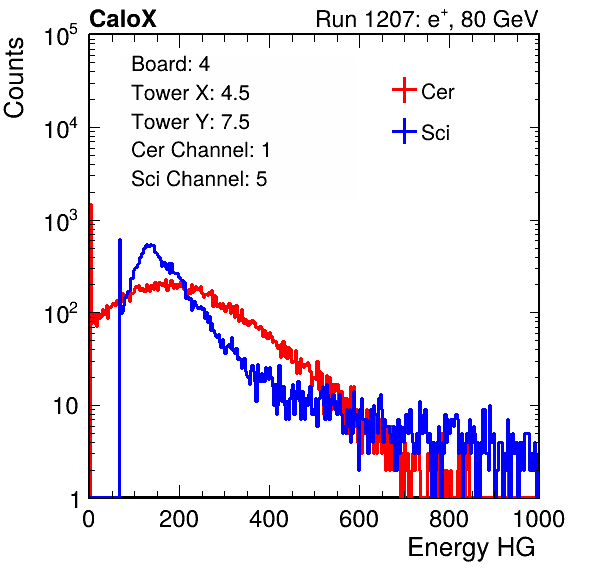 CaloX Run 1207: e⁺, 80 GeV
Counts
10⁵
10⁴
10³
10²
10
1
Board: 4
Tower X: 4.5
Tower Y: 7.5
Cer Channel: 1
Sci Channel: 5
Cer
Sci
0 200 400 600 800 1000
Energy HG